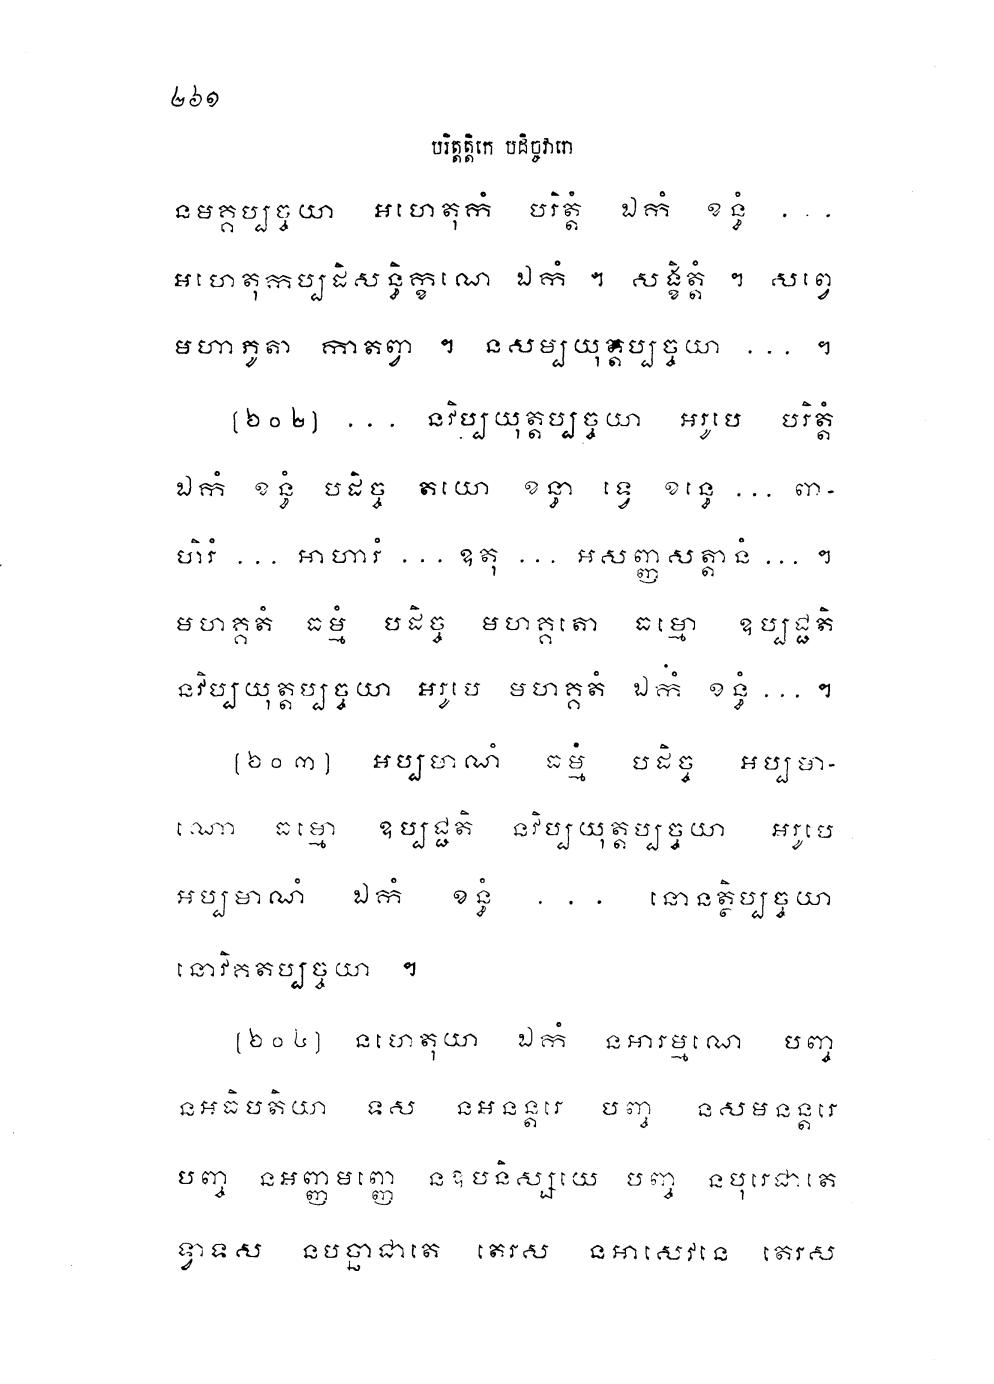 ២៦១
បរិត្តត្តិកេ បដិច្ចវារោ
នមគ្គប្បច្ចយា អហេតុកំ បរិត្តំ ឯកំ ខន្ធំ ...
អហេតុកប្បដិសន្ធិក្ខណេ ឯកំ ។ សង្ខិត្តំ ។ សព្វេ
មហាភូតា កាតព្វា ។ នសម្បយុត្តប្បច្ចយា ... ។
[៦០២] ... នវិប្បយុត្តប្បច្ចយា អរូបេ បរិត្តំ
ឯកំ ខន្ធំ បដិច្ច តយោ ខន្ធា ទ្វេ ខន្ធេ ... ពា-
ហិរំ ... អាហារំ ... ឧតុ ... អសញ្ញសត្តានំ ... ។
មហគ្គតំ ធម្មំ បដិច្ច មហគ្គតោ ធម្មោ ឧប្បជ្ជតិ
នវិប្បយុត្តប្បច្ចយា អរូបេ មហគ្គតំ ឯកំ ខន្ធំ ... ។
[៦០៣] អប្បមាណំ ធម្មំ បដិច្ច អប្បមា-
ណោ ធម្មោ ឧប្បជ្ជតិ នវិប្បយុត្តប្បច្ចយា អរូបេ
អប្បមាណំ ឯកំ ខន្ធំ ... នោនត្ថិប្បច្ចយា
នោវិគតប្បច្ចយា ។
[៦០៤] នហេតុយា ឯកំ នអារម្មណេ បញ្ច
នអធិបតិយា ទស នអនន្តរេ បញ្ច នសមនន្តរេ
បញ្ច នអញ្ញមញ្ញេ នឧបនិស្សយេ បញ្ច នបុរេជាតេ
ទ្វាទស នបច្ឆាជាតេ តេរស នអាសេវនេ តេរស